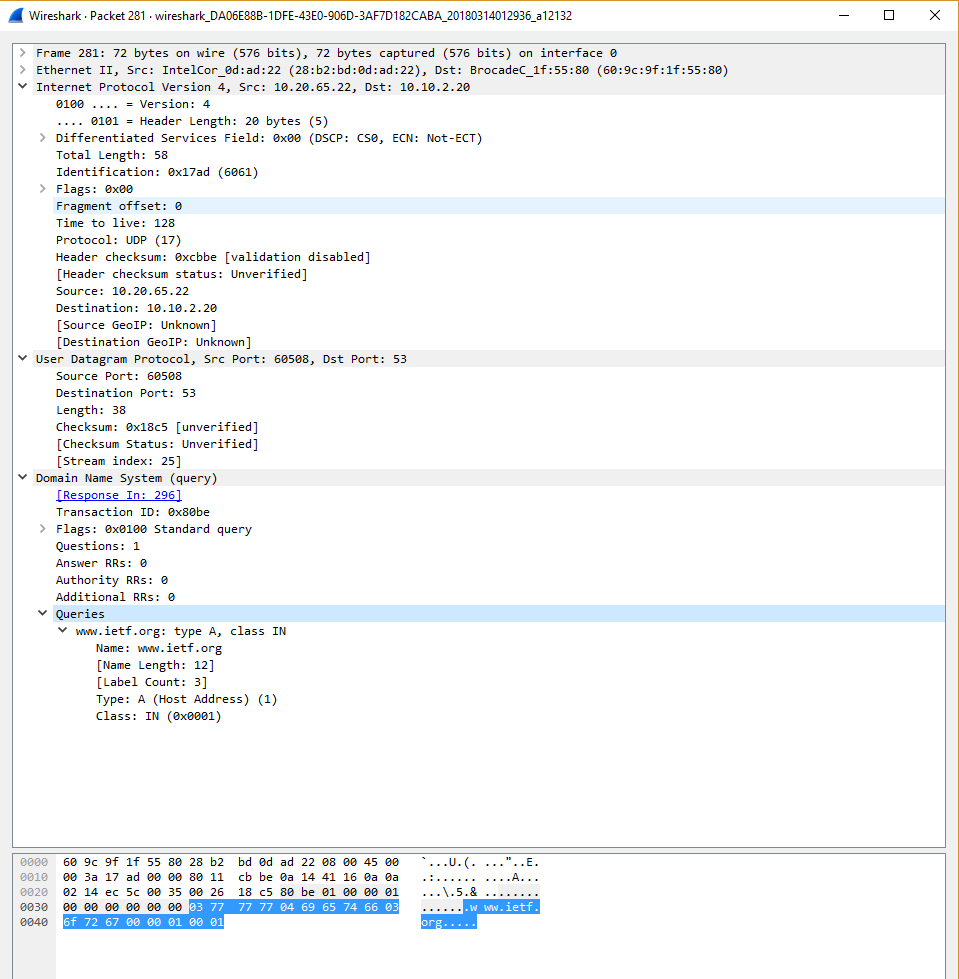 Wireshark · Packet 281 · wireshark_DA06E88B-1DFE-43E0-906D-3AF7D182CABA_20180314012936_a12132
Frame 281: 72 bytes on wire (576 bits), 72 bytes captured (576 bits) on interface 0
Ethernet II, Src: IntelCor_0d:ad:22 (28:b2:bd:0d:ad:22), Dst: BrocadeC_1f:55:80 (60:9c:9f:1f:55:80)
Internet Protocol Version 4, Src: 10.20.65.22, Dst: 10.10.2.20
0100 .... = Version: 4
.... 0101 = Header Length: 20 bytes (5)
Differentiated Services Field: 0x00 (DSCP: CS0, ECN: Not-ECT)
Total Length: 58
Identification: 0x17ad (6061)
Flags: 0x00
Fragment offset: 0
Time to live: 128
Protocol: UDP (17)
Header checksum: 0xcbbe [validation disabled]
[Header checksum status: Unverified]
Source: 10.20.65.22
Destination: 10.10.2.20
[Source GeoIP: Unknown]
[Destination GeoIP: Unknown]
User Datagram Protocol, Src Port: 60508, Dst Port: 53
Source Port: 60508
Destination Port: 53
Length: 38
Checksum: 0x18c5 [unverified]
[Checksum Status: Unverified]
[Stream index: 25]
Domain Name System (query)
[Response In: 296]
Transaction ID: 0x80be
Flags: 0x0100 Standard query
Questions: 1
Answer RRs: 0
Authority RRs: 0
Additional RRs: 0
Queries
www.ietf.org: type A, class IN
Name: www.ietf.org
[Name Length: 12]
[Label Count: 3]
Type: A (Host Address) (1)
Class: IN (0x0001)
0000 60 9c 9f 1f 55 80 28 b2 bd 0d ad 22 08 00 45 00 `...U.(. ..."..E.
0010 00 3a 17 ad 00 00 80 11 cb be 0a 14 41 16 0a 0a .:...... ....A...
0020 02 14 ec 5c 00 35 00 26 18 c5 80 be 01 00 00 01 ...\.5.& ........
0030 00 00 00 00 00 00 03 77 77 77 04 69 65 74 66 03 .......w ww.ietf.
0040 6f 72 67 00 00 01 00 01 org.....